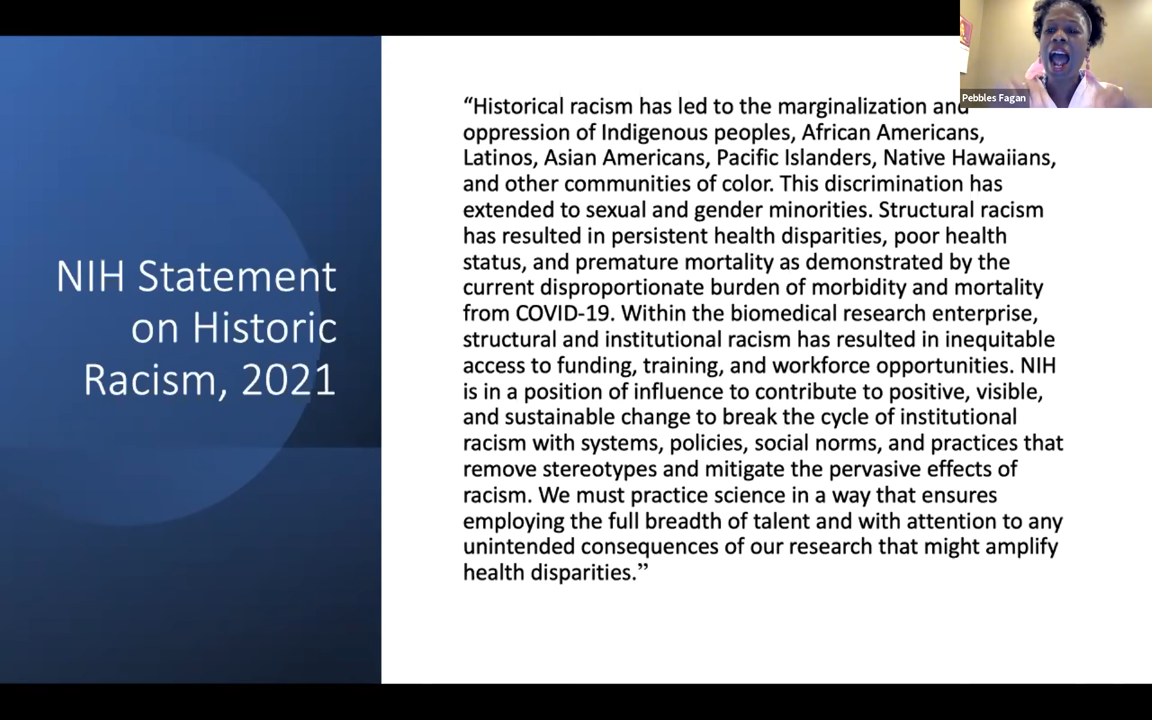 NIH Statement
on Historic
Racism, 2021
Pebbles Fagan
“Historical racism has led to the marginalization and
oppression of Indigenous peoples, African Americans,
Latinos, Asian Americans, Pacific Islanders, Native Hawaiians,
and other communities of color. This discrimination has
extended to sexual and gender minorities. Structural racism
has resulted in persistent health disparities, poor health
status, and premature mortality as demonstrated by the
current disproportionate burden of morbidity and mortality
from COVID-19. Within the biomedical research enterprise,
structural and institutional racism has resulted in inequitable
access to funding, training, and workforce opportunities. NIH
is in a position of influence to contribute to positive, visible,
and sustainable change to break the cycle of institutional
racism with systems, policies, social norms, and practices that
remove stereotypes and mitigate the pervasive effects of
racism. We must practice science in a way that ensures
employing the full breadth of talent and with attention to any
unintended consequences of our research that might amplify
health disparities.”